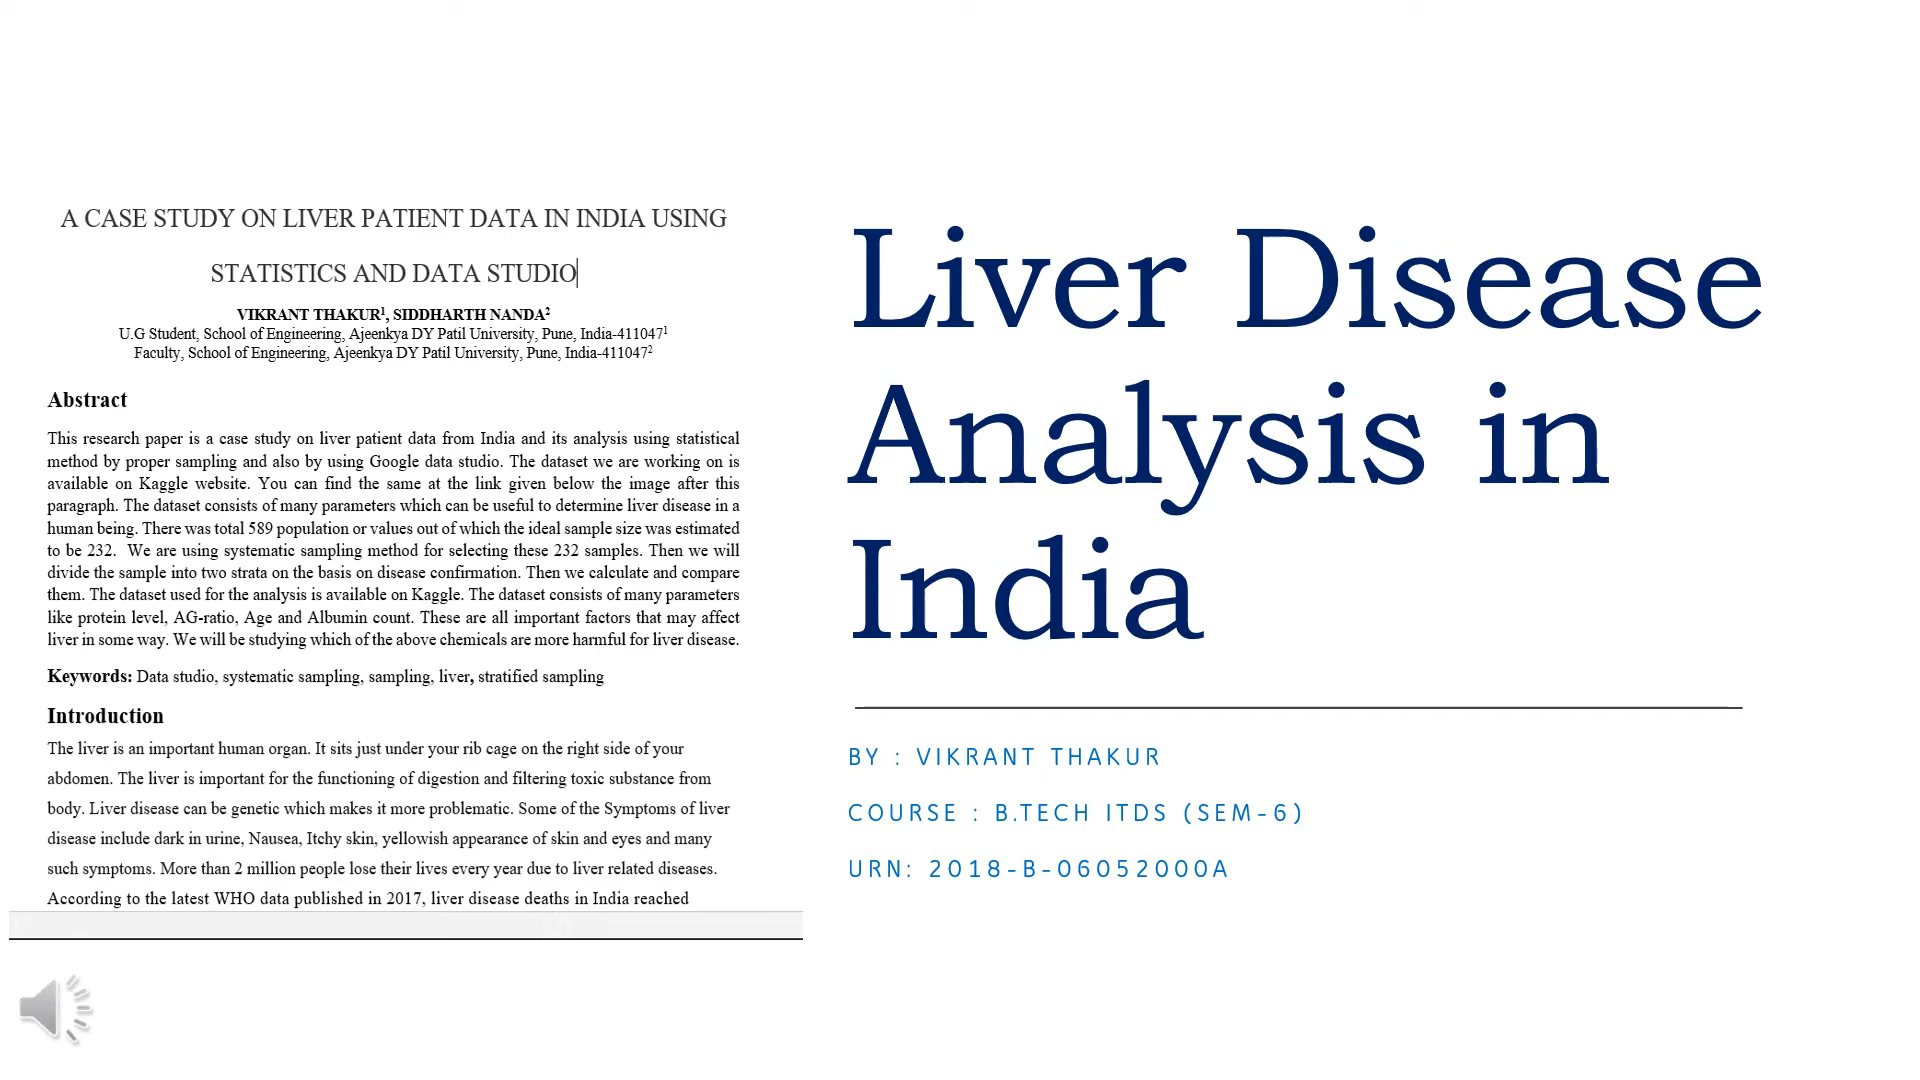 A CASE STUDY ON LIVER PATIENT DATA IN INDIA USING
STATISTICS AND DATA STUDIO
VIKRANT THAKUR¹, SIDDHARTH NANDA²
U.G Student, School of Engineering, Ajeenkya DY Patil University, Pune, India-411047¹
Faculty, School of Engineering, Ajeenkya DY Patil University, Pune, India-411047²
Abstract
This research paper is a case study on liver patient data from India and its analysis using statistical
method by proper sampling and also by using Google data studio. The dataset we are working on is
available on Kaggle website. You can find the same at the link given below the image after this
paragraph. The dataset consists of many parameters which can be useful to determine liver disease in a
human being. There was total 589 population or values out of which the ideal sample size was estimated
to be 232. We are using systematic sampling method for selecting these 232 samples. Then we will
divide the sample into two strata on the basis on disease confirmation. Then we calculate and compare
them. The dataset used for the analysis is available on Kaggle. The dataset consists of many parameters
like protein level, AG-ratio, Age and Albumin count. These are all important factors that may affect
liver in some way. We will be studying which of the above chemicals are more harmful for liver disease.
Keywords: Data studio, systematic sampling, sampling, liver, stratified sampling
Introduction
The liver is an important human organ. It sits just under your rib cage on the right side of your
abdomen. The liver is important for the functioning of digestion and filtering toxic substance from
body. Liver disease can be genetic which makes it more problematic. Some of the Symptoms of liver
disease include dark in urine, Nausea, Itchy skin, yellowish appearance of skin and eyes and many
such symptoms. More than 2 million people lose their lives every year due to liver related diseases.
According to the latest WHO data published in 2017, liver disease deaths in India reached
Liver Disease
Analysis in
India
BY : VIKRANT THAKUR
COURSE : B.TECH ITDS (SEM-6)
URN: 2018-B-06052000A